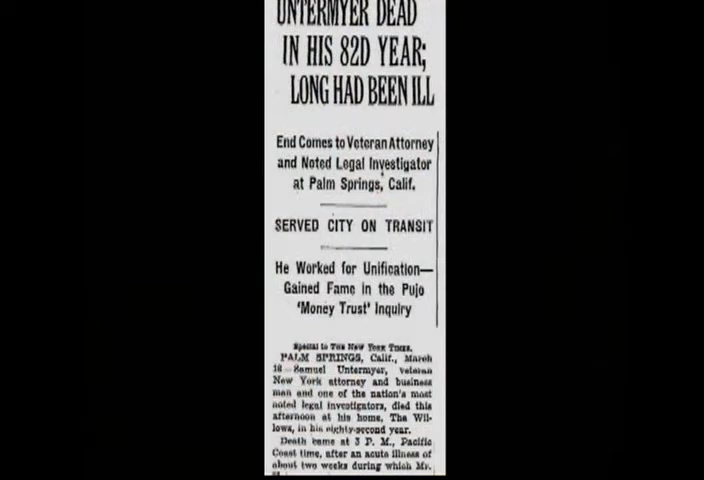 UNTERMYER DEAD
IN HIS 82D YEAR;
LONG HAD BEEN ILL
End Comes to Veteran Attorney
and Noted Legal Investigator
at Palm Springs, Calif.
SERVED CITY ON TRANSIT
He Worked for Unification—
Gained Fame in the Pujo
'Money Trust' Inquiry
Special to THE NEW YORK TIMES.
PALM SPRINGS, Calif., March
16—Samuel Untermyer, veteran
New York attorney and business
man and one of the nation's most
noted legal investigators, died this
afternoon at his home, The Wil-
lows, in his eighty-second year.
Death came at 3 P. M., Pacific
Coast time, after an acute illness of
about two weeks during which Mr.